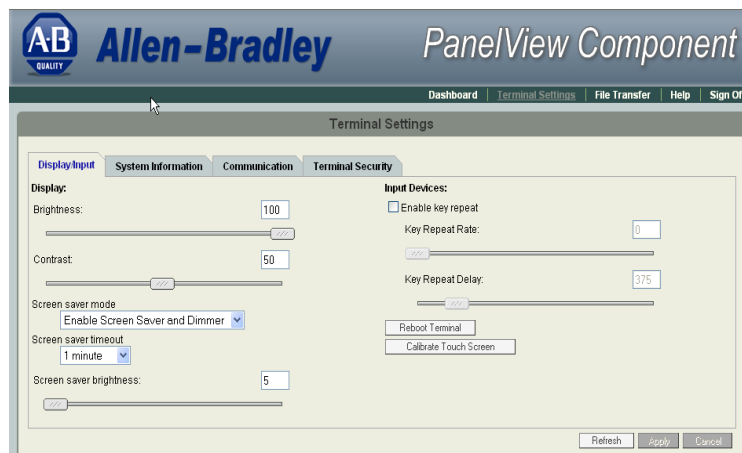 A-B
QUALITY
Allen-Bradley
PanelView Component
Dashboard | Terminal Settings | File Transfer | Help | Sign Of
Terminal Settings
Display/Input
System Information
Communication
Terminal Security
Display:
Brightness:
100
Contrast:
50
Screen saver mode
Enable Screen Saver and Dimmer
Screen saver timeout
1 minute
Screen saver brightness:
5
Input Devices:
Enable key repeat
Key Repeat Rate:
0
Key Repeat Delay:
375
Reboot Terminal
Calibrate Touch Screen
Refresh
Apply
Cancel